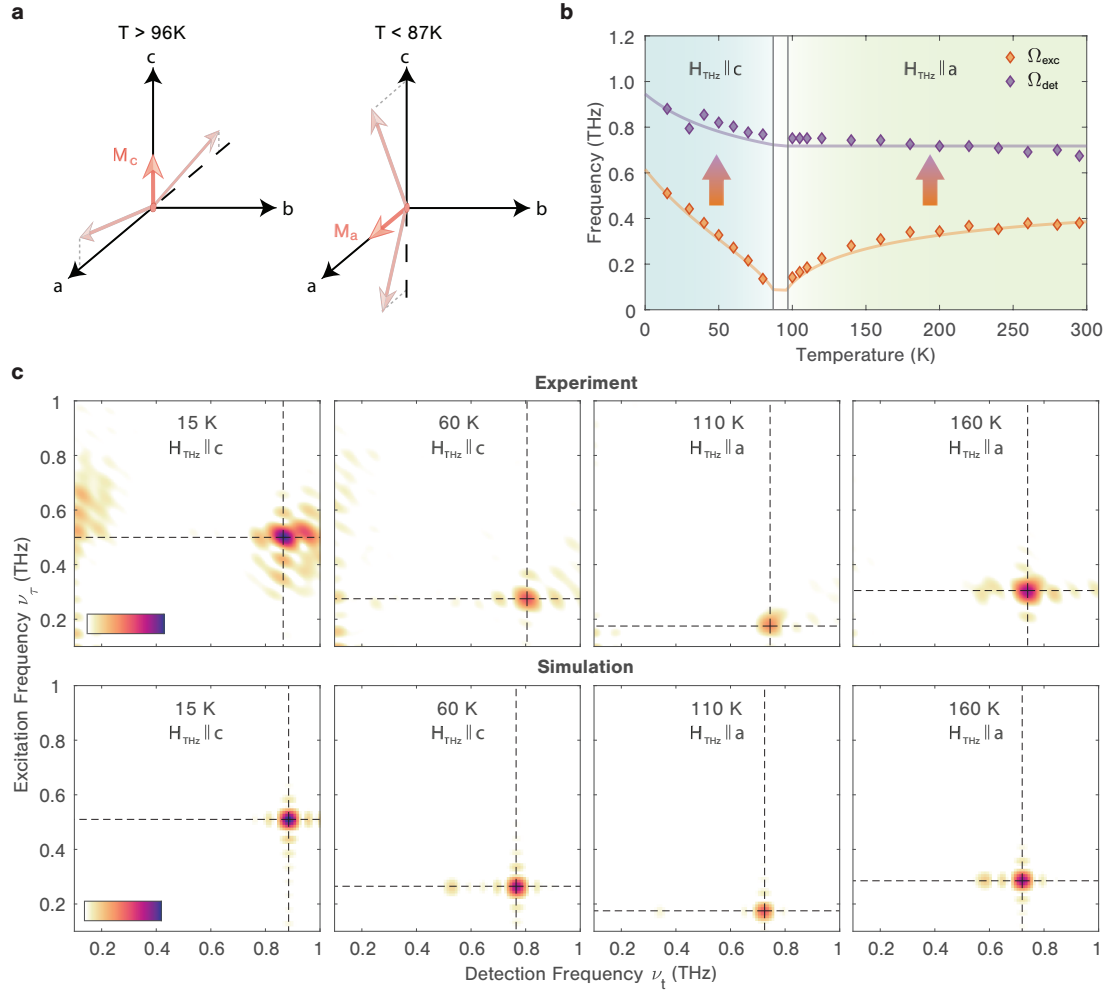 a
T > 96K
T < 87K
c
c
M_c
M_a
b
b
a
a
b
1.2
1.0
0.8
0.6
0.4
0.2
0
Frequency (THz)
H_THz ∥ c
H_THz ∥ a
Ω_exc
Ω_det
0 50 100 150 200 250 300
Temperature (K)
c
Experiment
15 K
H_THz ∥ c
60 K
H_THz ∥ c
110 K
H_THz ∥ a
160 K
H_THz ∥ a
1
0.8
0.6
0.4
0.2
Simulation
15 K
H_THz ∥ c
60 K
H_THz ∥ c
110 K
H_THz ∥ a
160 K
H_THz ∥ a
1
0.8
0.6
0.4
0.2
Excitation Frequency ν_τ (THz)
0.2 0.4 0.6 0.8 1
0.2 0.4 0.6 0.8 1
0.2 0.4 0.6 0.8 1
0.2 0.4 0.6 0.8 1
Detection Frequency ν_t (THz)